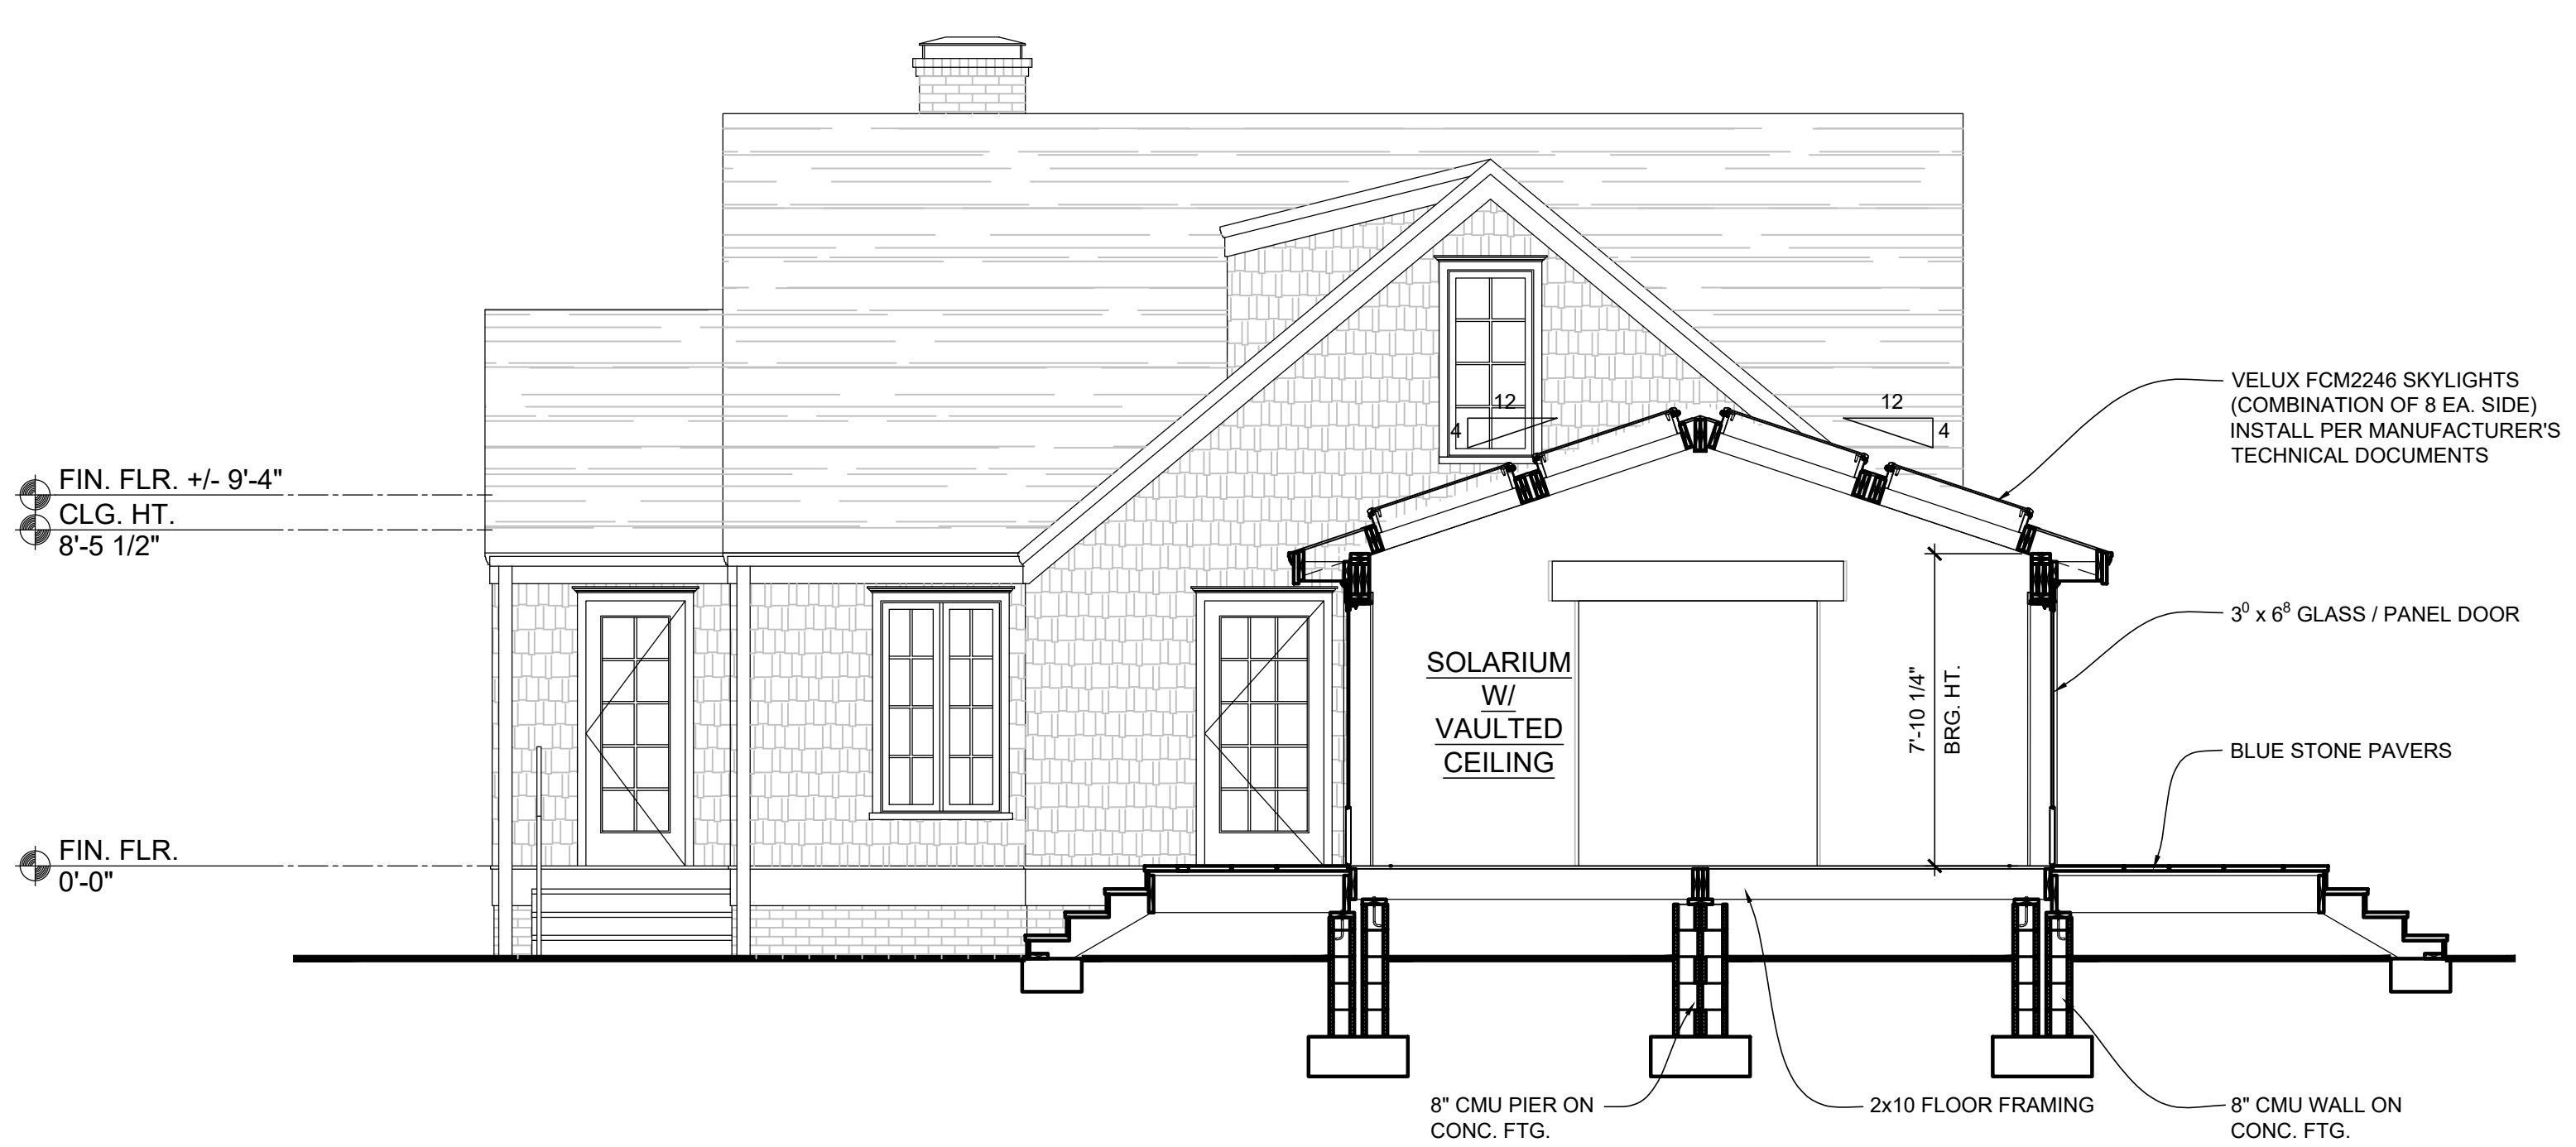 12
4
12
4
VELUX FCM2246 SKYLIGHTS
(COMBINATION OF 8 EA. SIDE)
INSTALL PER MANUFACTURER'S
TECHNICAL DOCUMENTS
FIN. FLR. +/- 9'-4"
CLG. HT.
8'-5 1/2"
3⁰ x 6⁸ GLASS / PANEL DOOR
SOLARIUM
W/
VAULTED
CEILING
7'-10 1/4"
BRG. HT.
BLUE STONE PAVERS
FIN. FLR.
0'-0"
8" CMU PIER ON
CONC. FTG.
2x10 FLOOR FRAMING
8" CMU WALL ON
CONC. FTG.